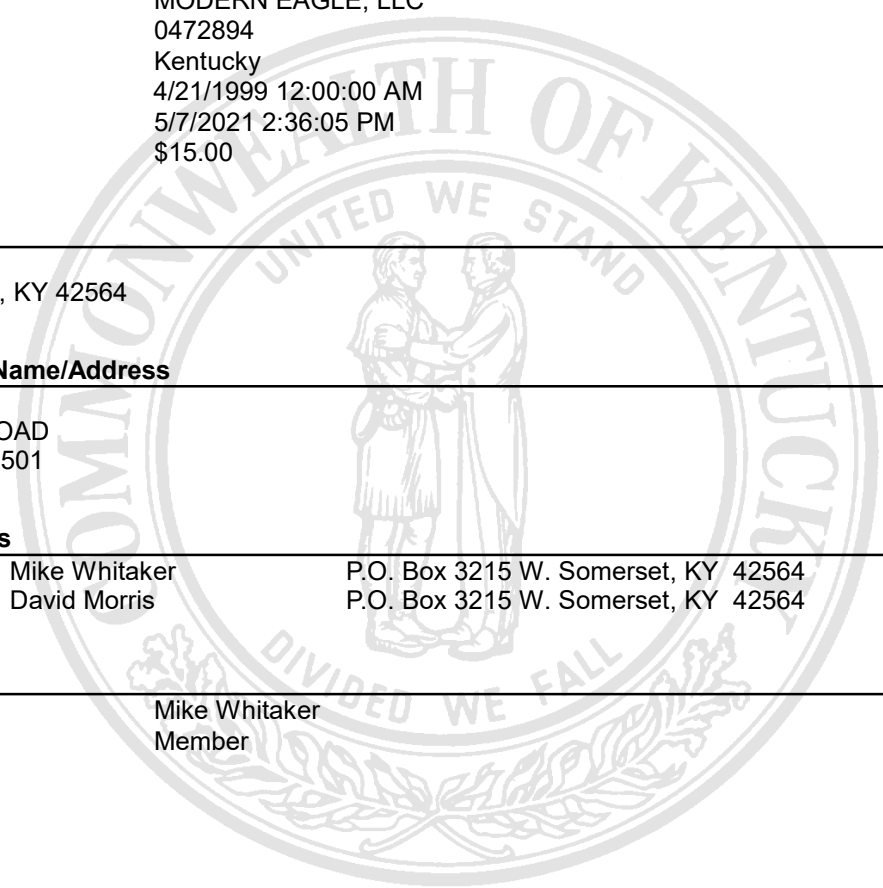 MODERN EAGLE, LLC
0472894
Kentucky
4/21/1999 12:00:00 AM
5/7/2021 2:36:05 PM
$15.00
, KY 42564
Name/Address
OAD
501
s
Mike Whitaker P.O. Box 3215 W. Somerset, KY 42564
David Morris P.O. Box 3215 W. Somerset, KY 42564
Mike Whitaker
Member
COMMONWEALTH OF KENTUCKY
UNITED WE STAND
DIVIDED WE FALL